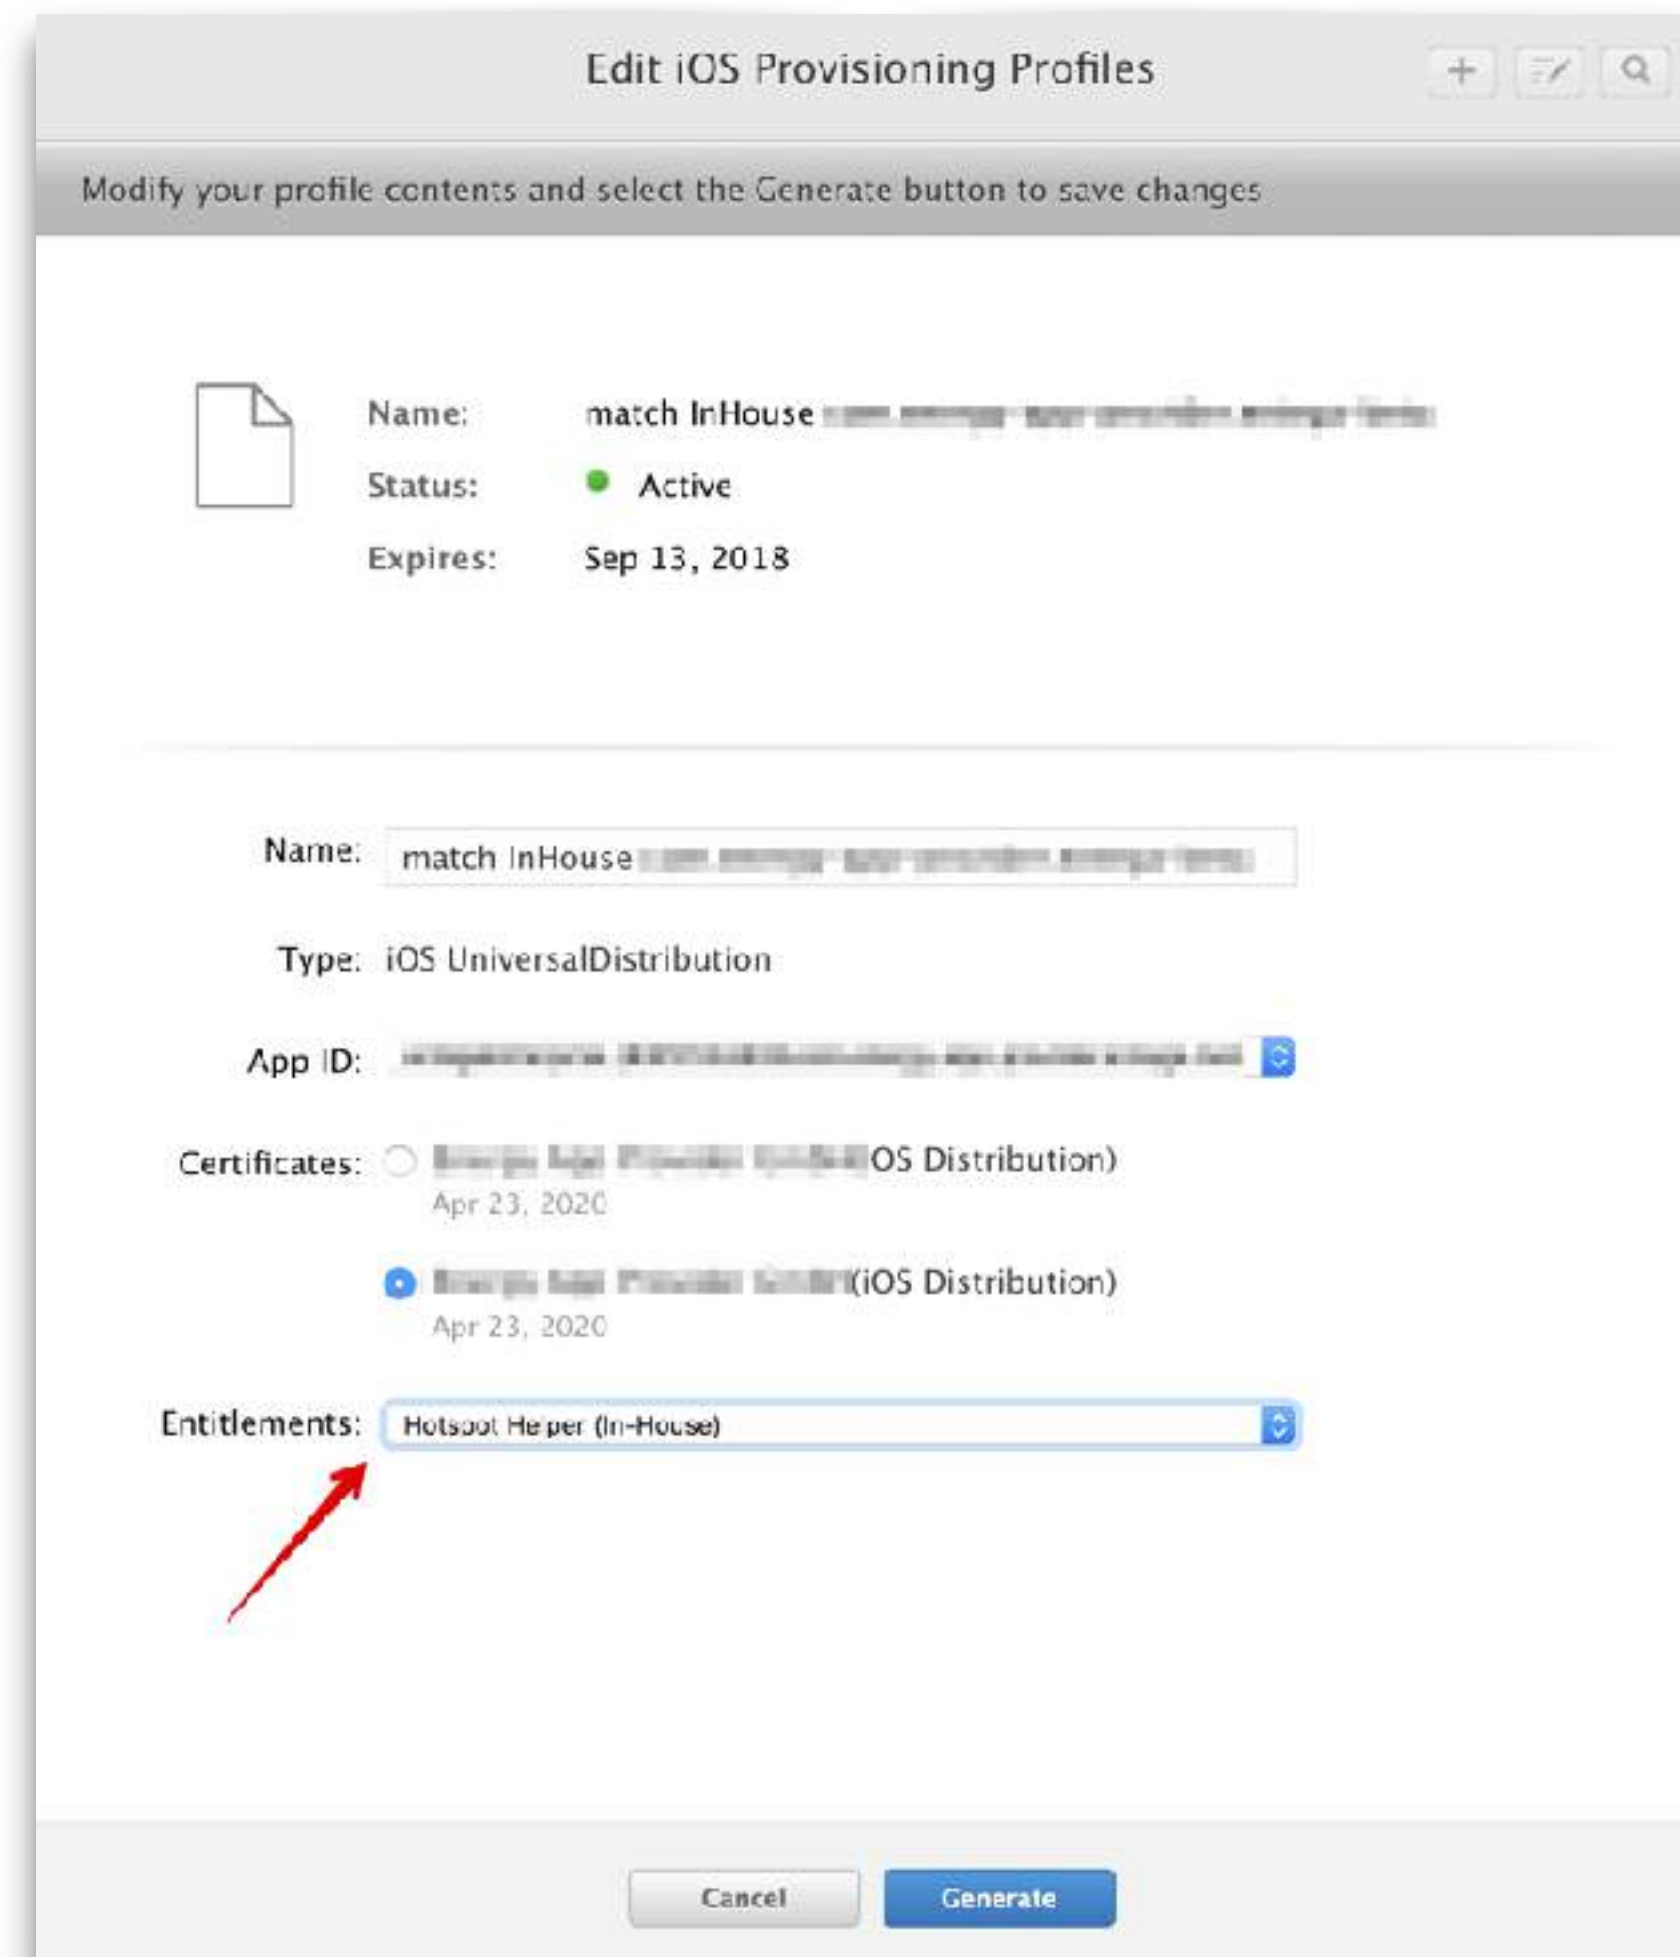 Edit iOS Provisioning Profiles
Modify your profile contents and select the Generate button to save changes
Name: match InHouse
Status: Active
Expires: Sep 13, 2018
Name: match InHouse
Type: iOS UniversalDistribution
App ID:
Certificates: OS Distribution)
Apr 23, 2020
(iOS Distribution)
Apr 23, 2020
Entitlements: Hotspot Helper (In-House)
Cancel Generate